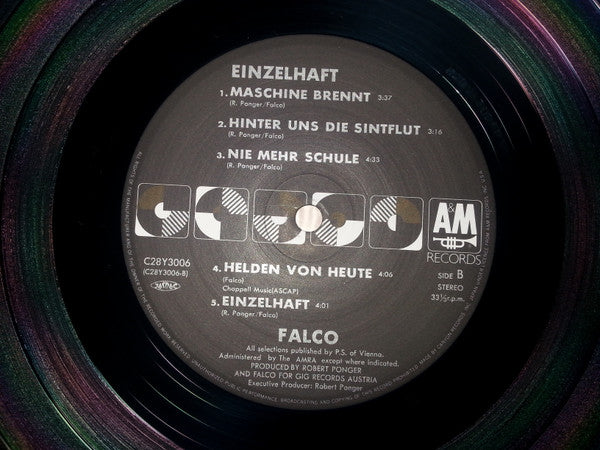 EINZELHAFT
1. MASCHINE BRENNT 3:37
(R. Ponger/Falco)
2. HINTER UNS DIE SINTFLUT 3:16
(R. Ponger/Falco)
3. NIE MEHR SCHULE 4:33
(R. Ponger/Falco)
A&M
RECORDS
C28Y3006
(C28Y3006-B)
SIDE B
STEREO
33⅓r.p.m.
4. HELDEN VON HEUTE 4:06
(Falco)
Chappell Music(ASCAP)
5. EINZELHAFT 4:01
(R. Ponger/Falco)
FALCO
All selections published by P.S. of Vienna.
Administered by The AMRA except where indicated.
PRODUCED BY ROBERT PONGER
AND FALCO FOR GIG RECORDS AUSTRIA
Executive Producer: Robert Ponger